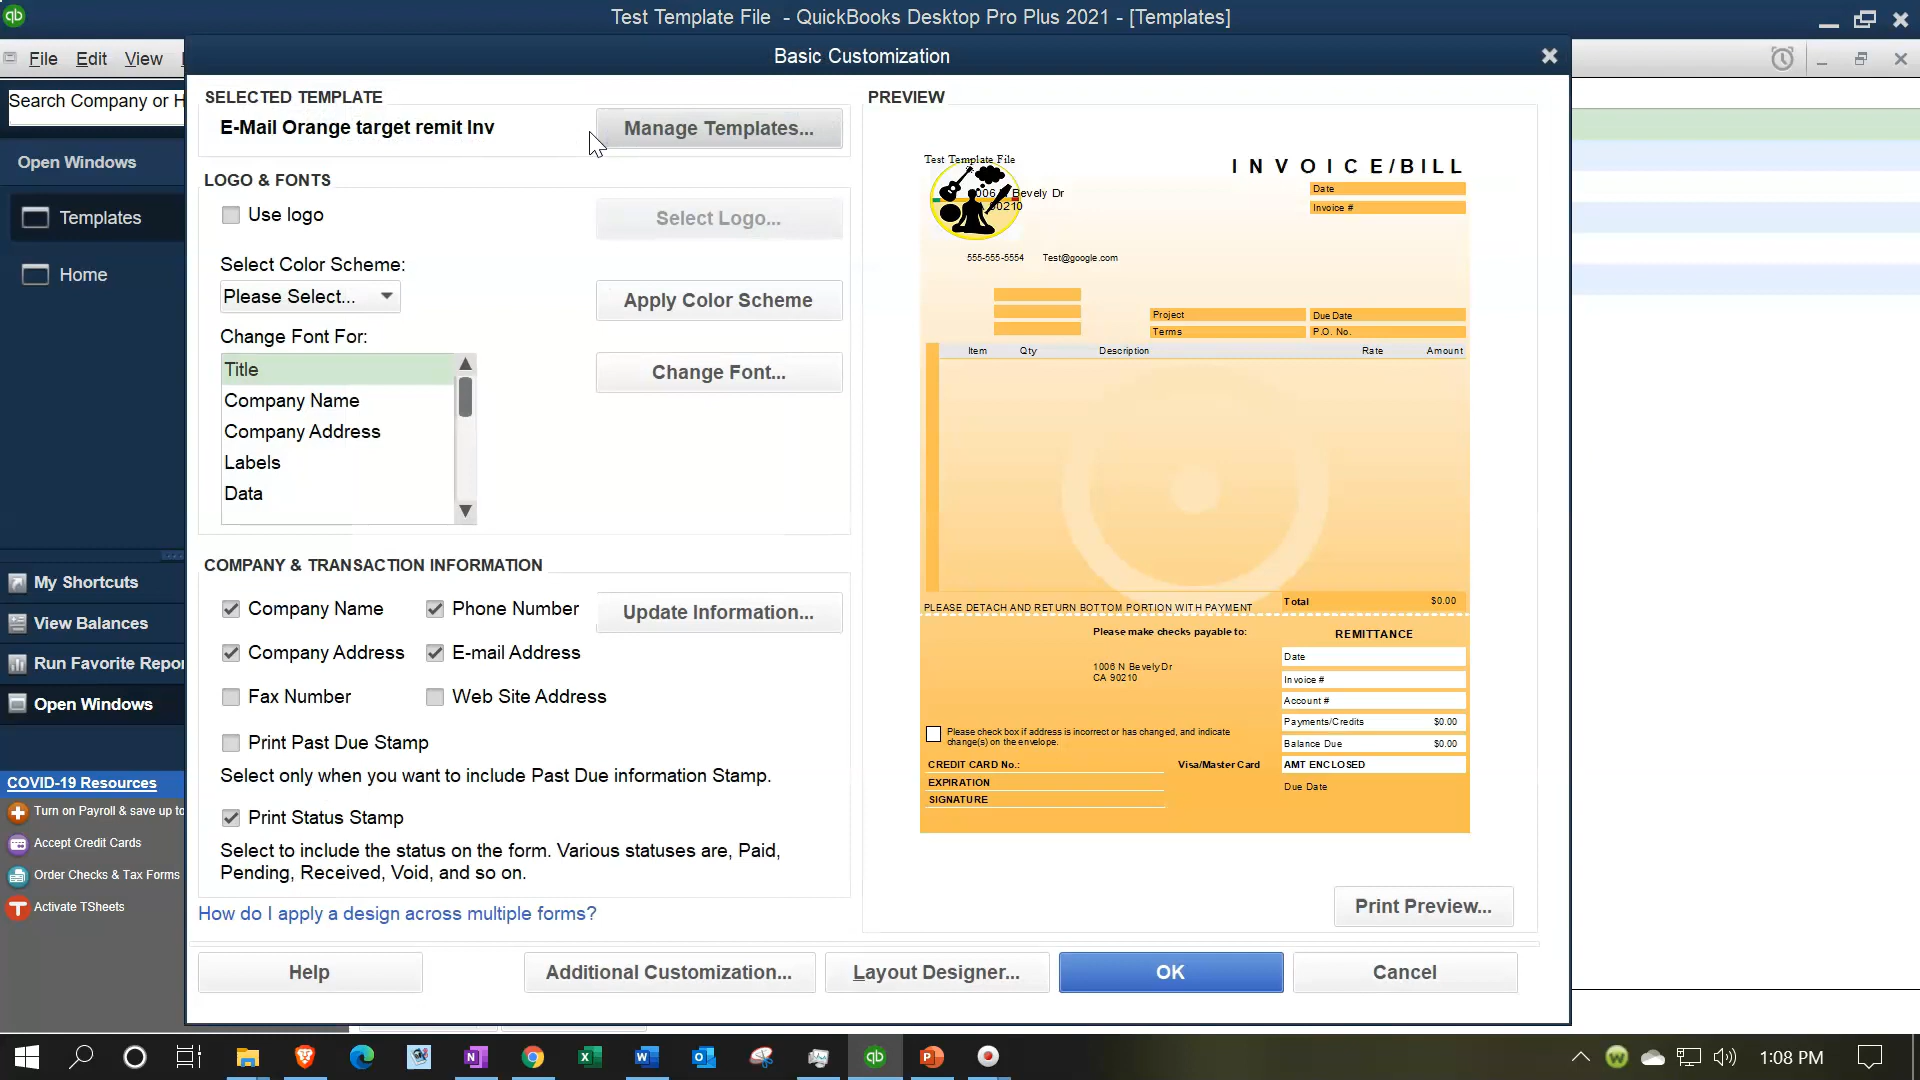 Test Template File - QuickBooks Desktop Pro Plus 2021 - [Templates]
File Edit View
Basic Customization
Search Company or H
Open Windows
Templates
Home
My Shortcuts
View Balances
Run Favorite Repor
Open Windows
COVID-19 Resources
Turn on Payroll & save up to
Accept Credit Cards
Order Checks & Tax Forms
Activate TSheets
SELECTED TEMPLATE
E-Mail Orange target remit Inv
Manage Templates...
LOGO & FONTS
Use logo
Select Logo...
Select Color Scheme:
Please Select...
Apply Color Scheme
Change Font For:
Title
Company Name
Company Address
Labels
Data
Change Font...
COMPANY & TRANSACTION INFORMATION
Company Name
Phone Number
Update Information...
Company Address
E-mail Address
Fax Number
Web Site Address
Print Past Due Stamp
Select only when you want to include Past Due information Stamp.
Print Status Stamp
Select to include the status on the form. Various statuses are, Paid,
Pending, Received, Void, and so on.
How do I apply a design across multiple forms?
PREVIEW
Test Template File
INVOICE/BILL
Date
Invoice #
006 N Bevely Dr
CA 90210
555-555-5554 Test@google.com
Project
Due Date
Terms
P.O. No.
Item Qty Description Rate Amount
PLEASE DETACH AND RETURN BOTTOM PORTION WITH PAYMENT
Total $0.00
Please make checks payable to:
REMITTANCE
1006 N Bevely Dr
CA 90210
Date
Invoice #
Account #
Payments/Credits $0.00
Balance Due $0.00
AMT ENCLOSED
Due Date
Please check box if address is incorrect or has changed, and indicate
change(s) on the envelope.
CREDIT CARD No.:
Visa/Master Card
EXPIRATION
SIGNATURE
Print Preview...
Help
Additional Customization...
Layout Designer...
OK
Cancel
1:08 PM